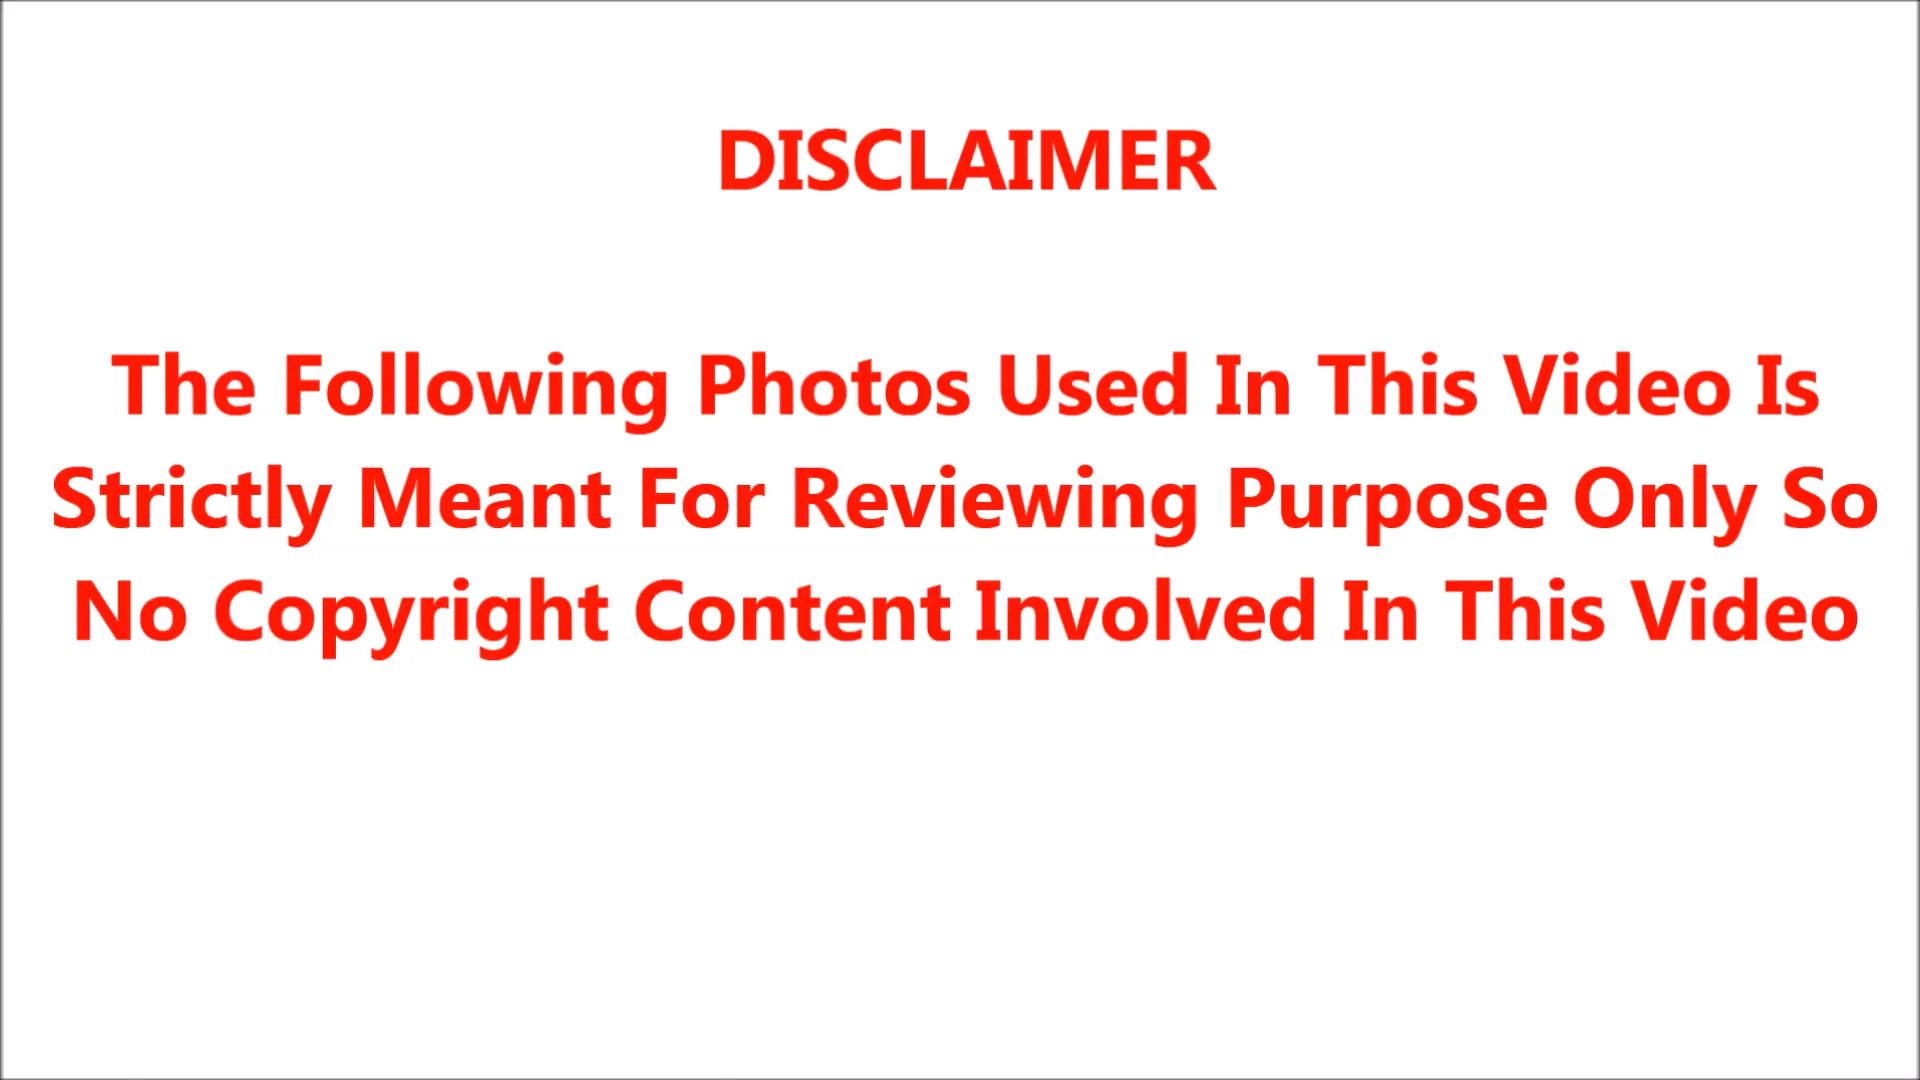 DISCLAIMER
The Following Photos Used In This Video Is
Strictly Meant For Reviewing Purpose Only So
No Copyright Content Involved In This Video